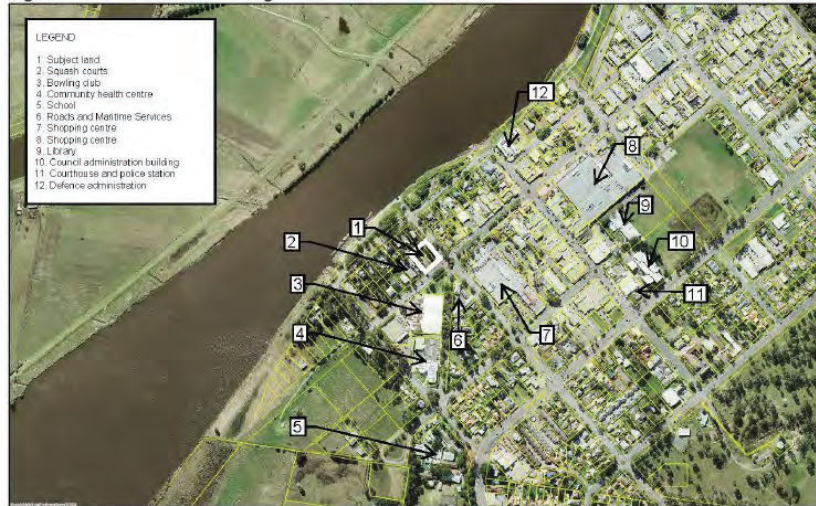 LEGEND
1. Subject land
2. Squash courts
3. Bowling club
4. Community health centre
5. School
6. Roads and Maritime Services
7. Shopping centre
8. Shopping centre
9. Library
10. Council administration building
11. Courthouse and police station
12. Defence administration
12
8
9
1
10
2
3
11
6
7
4
5